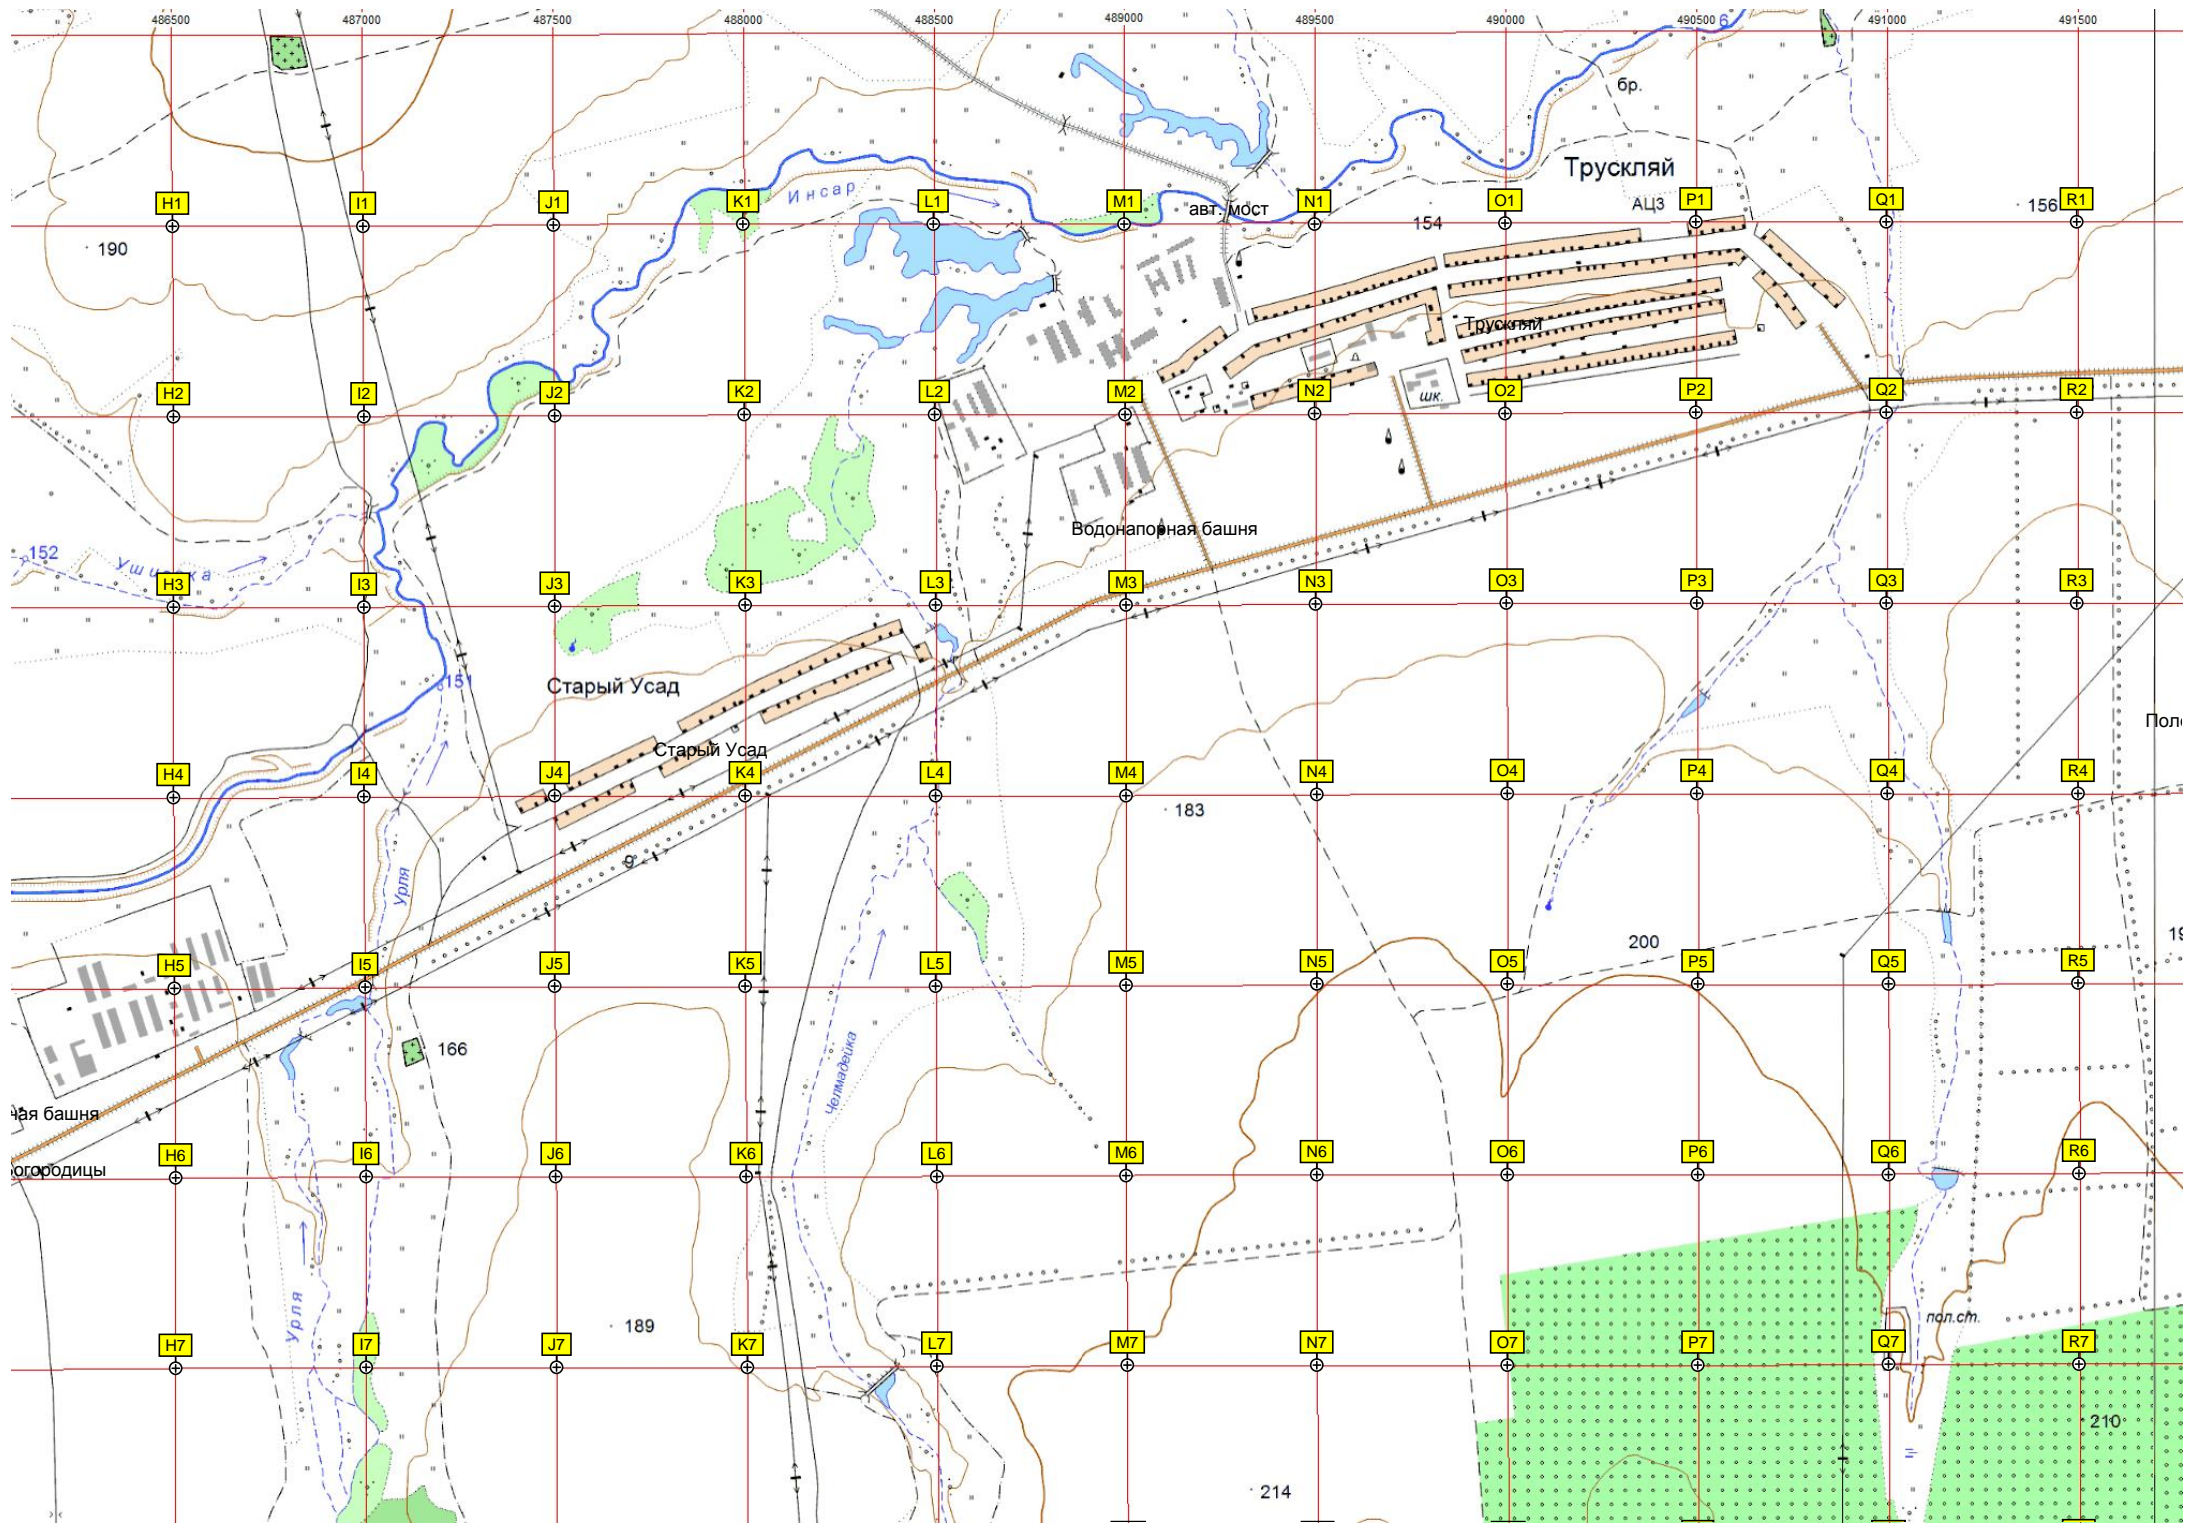 486500 487000 487500 488000 488500 489000 489500 490000 490500 491000 491500
6
бр.
Трускляй
Инсар
АЦЗ
H1 I1 J1 K1 L1 M1 N1 O1 P1 Q1 R1
авт. мост
154
156
190
Трускляй
H2 I2 J2 K2 L2 M2 N2 O2 P2 Q2 R2
шк.
Водонапорная башня
152
H3 I3 J3 K3 L3 M3 N3 O3 P3 Q3 R3
151
Старый Усад
Старый Усад
H4 I4 J4 K4 L4 M4 N4 O4 P4 Q4 R4
183
9
Урля
200
H5 I5 J5 K5 L5 M5 N5 O5 P5 Q5 R5
166
Челмадейка
чая башня
H6 I6 J6 K6 L6 M6 N6 O6 P6 Q6 R6
огородицы
Урля
189
пол.ст.
H7 I7 J7 K7 L7 M7 N7 O7 P7 Q7 R7
210
214